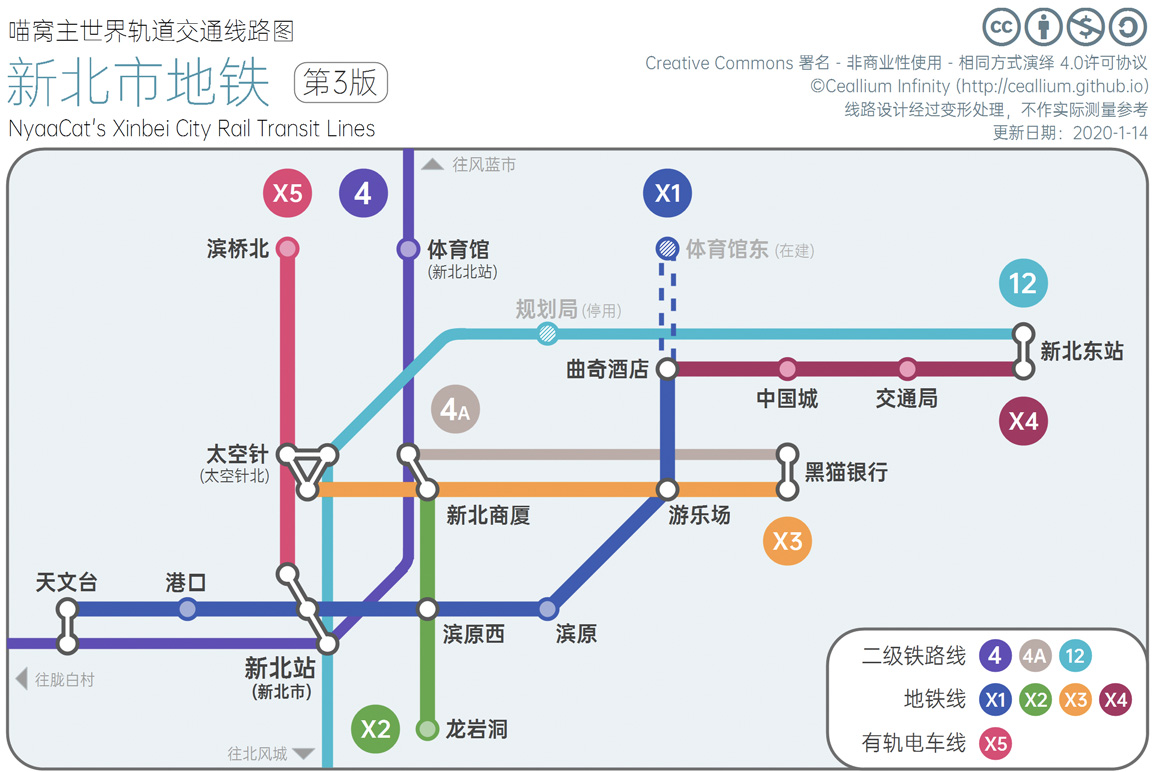 喵窝主世界轨道交通线路图
新北市地铁 第3版
NyaaCat's Xinbei City Rail Transit Lines
cc
Creative Commons 署名 - 非商业性使用 - 相同方式演绎 4.0许可协议
©Ceallium Infinity (http://ceallium.github.io)
线路设计经过变形处理，不作实际测量参考
更新日期：2020-1-14
往风蓝市
X5
4
X1
滨桥北
体育馆
(新北北站)
体育馆东 (在建)
12
规划局 (停用)
新北东站
曲奇酒店
中国城
交通局
4A
X4
太空针
(太空针北)
黑猫银行
新北商厦
游乐场
X3
天文台
港口
滨原西
滨原
新北站
(新北市)
往胧白村
X2
龙岩洞
往北风城
二级铁路线 4 4A 12
地铁线 X1 X2 X3 X4
有轨电车线 X5